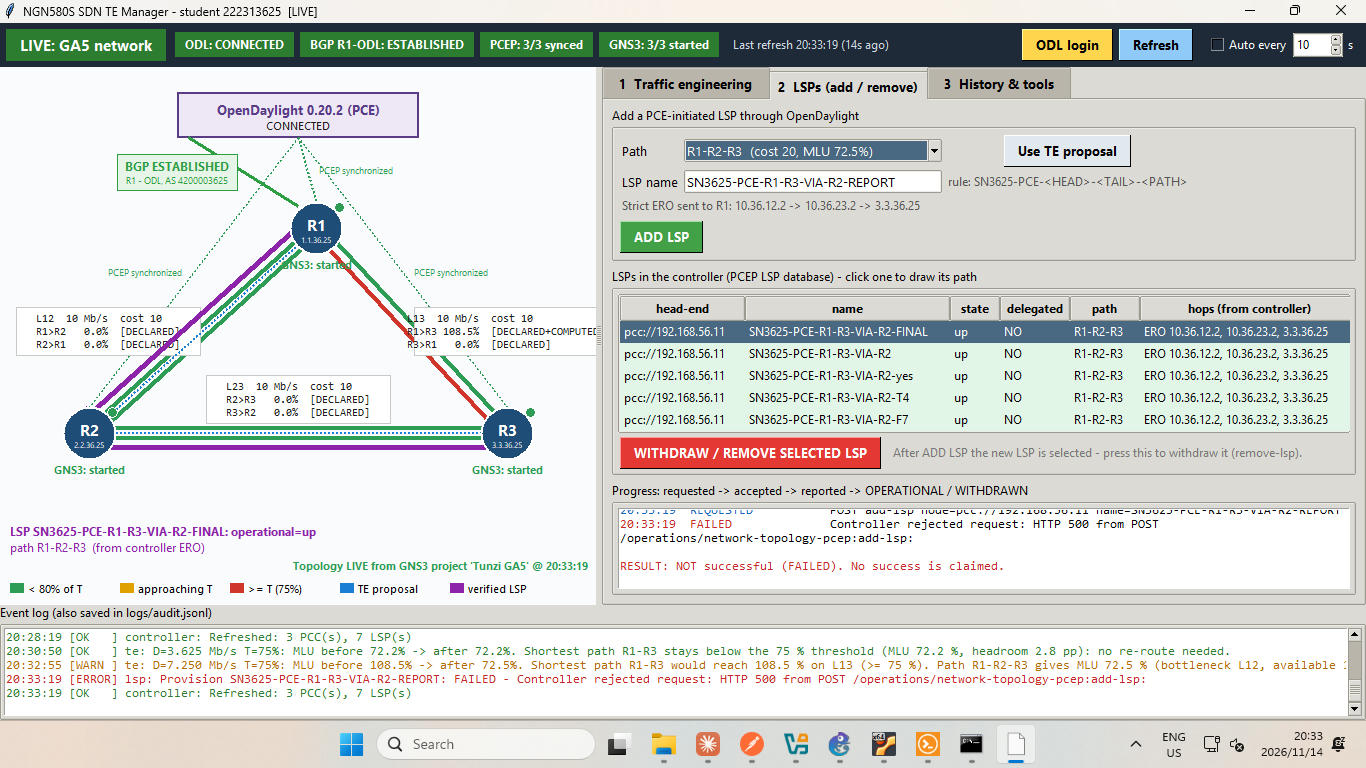 NGN580S SDN TE Manager - student 222313625 [LIVE]
LIVE: GA5 network
ODL: CONNECTED
BGP R1-ODL: ESTABLISHED
PCEP: 3/3 synced
GNS3: 3/3 started
Last refresh 20:33:19 (14s ago)
ODL login
Refresh
Auto every 10 s
OpenDaylight 0.20.2 (PCE)
CONNECTED
BGP ESTABLISHED
R1 - ODL, AS 4200003625
PCEP synchronized
R1
1.1.36.25
GNS3: started
PCEP synchronized
PCEP synchronized
L12 10 Mb/s cost 10
R1>R2 0.0% [DECLARED]
R2>R1 0.0% [DECLARED]
L13 10 Mb/s cost 10
R1>R3 108.5% [DECLARED+COMPUTED
R3>R1 0.0% [DECLARED]
L23 10 Mb/s cost 10
R2>R3 0.0% [DECLARED]
R3>R2 0.0% [DECLARED]
R2
2.2.36.25
GNS3: started
R3
3.3.36.25
GNS3: started
LSP SN3625-PCE-R1-R3-VIA-R2-FINAL: operational=up
path R1-R2-R3 (from controller ERO)
Topology LIVE from GNS3 project 'Tunzi GA5' @ 20:33:19
< 80% of T
approaching T
>= T (75%)
TE proposal
verified LSP
1 Traffic engineering
2 LSPs (add / remove)
3 History & tools
Add a PCE-initiated LSP through OpenDaylight
Path R1-R2-R3 (cost 20, MLU 72.5%)
Use TE proposal
LSP name SN3625-PCE-R1-R3-VIA-R2-REPORT rule: SN3625-PCE-<HEAD>-<TAIL>-<PATH>
Strict ERO sent to R1: 10.36.12.2 -> 10.36.23.2 -> 3.3.36.25
ADD LSP
LSPs in the controller (PCEP LSP database) - click one to draw its path
head-end name state delegated path hops (from controller)
pcc://192.168.56.11 SN3625-PCE-R1-R3-VIA-R2-FINAL up NO R1-R2-R3 ERO 10.36.12.2, 10.36.23.2, 3.3.36.25
pcc://192.168.56.11 SN3625-PCE-R1-R3-VIA-R2 up NO R1-R2-R3 ERO 10.36.12.2, 10.36.23.2, 3.3.36.25
pcc://192.168.56.11 SN3625-PCE-R1-R3-VIA-R2-yes up NO R1-R2-R3 ERO 10.36.12.2, 10.36.23.2, 3.3.36.25
pcc://192.168.56.11 SN3625-PCE-R1-R3-VIA-R2-T4 up NO R1-R2-R3 ERO 10.36.12.2, 10.36.23.2, 3.3.36.25
pcc://192.168.56.11 SN3625-PCE-R1-R3-VIA-R2-F7 up NO R1-R2-R3 ERO 10.36.12.2, 10.36.23.2, 3.3.36.25
WITHDRAW / REMOVE SELECTED LSP
After ADD LSP the new LSP is selected - press this to withdraw it (remove-lsp).
Progress: requested -> accepted -> reported -> OPERATIONAL / WITHDRAWN
20:33:19 REQUESTED POST add-lsp node=pcc://192.168.56.11 name=SN3625-PCE-R1-R3-VIA-R2-REPORT
20:33:19 FAILED Controller rejected request: HTTP 500 from POST
/operations/network-topology-pcep:add-lsp:
RESULT: NOT successful (FAILED). No success is claimed.
Event log (also saved in logs/audit.jsonl)
20:28:19 [OK ] controller: Refreshed: 3 PCC(s), 7 LSP(s)
20:30:50 [OK ] te: D=3.625 Mb/s T=75%: MLU before 72.2% -> after 72.2%. Shortest path R1-R3 stays below the 75 % threshold (MLU 72.2 %, headroom 2.8 pp): no re-route needed.
20:32:55 [WARN ] te: D=7.250 Mb/s T=75%: MLU before 108.5% -> after 72.5%. Shortest path R1-R3 would reach 108.5 % on L13 (>= 75 %). Path R1-R2-R3 gives MLU 72.5 % (bottleneck L12, available
20:33:19 [ERROR] lsp: Provision SN3625-PCE-R1-R3-VIA-R2-REPORT: FAILED - Controller rejected request: HTTP 500 from POST /operations/network-topology-pcep:add-lsp:
20:33:19 [OK ] controller: Refreshed: 3 PCC(s), 7 LSP(s)
Search
ENG
US
20:33
2026/11/14